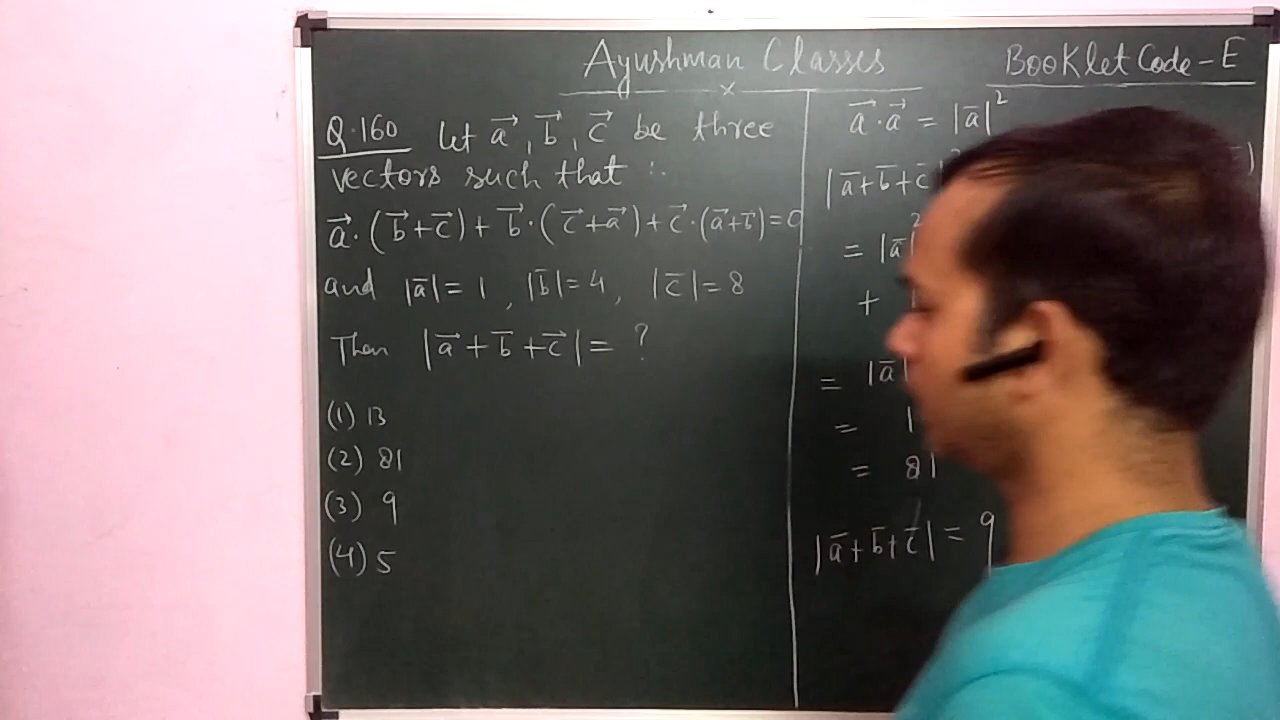 Ayushman Classes
BooKlet Code - E
Q.160 Let a⃗, b⃗, c⃗ be three
vectors such that :
a⃗·(b⃗+c⃗)+b⃗·(c⃗+a⃗)+c⃗·(a̅+b̅)=0
and |a̅|=1, |b̅|=4, |c̅|=8
Then |a⃗+b̅+c⃗|= ?
(1) 13
(2) 81
(3) 9
(4) 5
a⃗·a⃗ = |a̅|²
|a̅+b̅+c̅
= |a̅|²
+
= |a̅|
= 1
= 81
|a̅+b̅+c̅| = 9